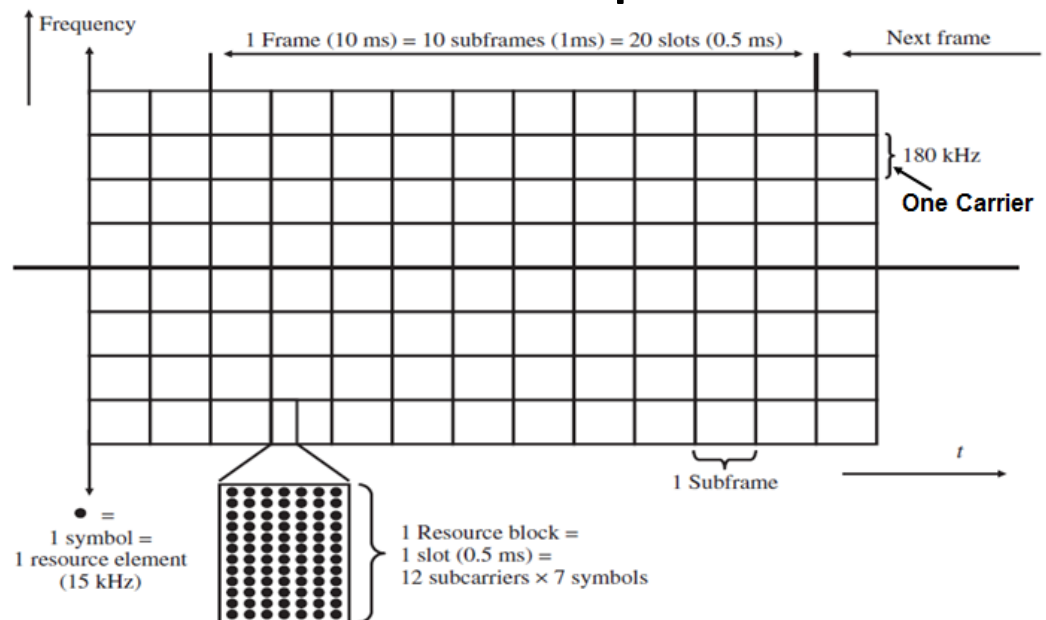 Frequency
1 Frame (10 ms) = 10 subframes (1ms) = 20 slots (0.5 ms)
Next frame
180 kHz
One Carrier
t
1 Subframe
=
1 symbol =
1 resource element
(15 kHz)
1 Resource block =
1 slot (0.5 ms) =
12 subcarriers × 7 symbols